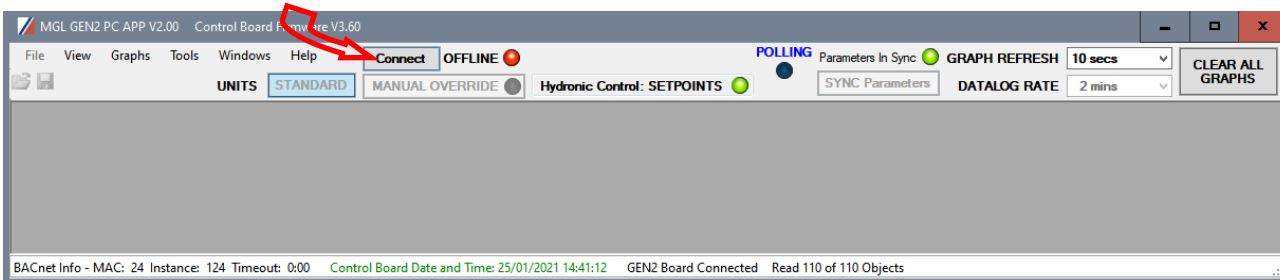 MGL GEN2 PC APP V2.00 Control Board Firmware V3.60
File View Graphs Tools Windows Help Connect OFFLINE POLLING Parameters In Sync GRAPH REFRESH 10 secs CLEAR ALL GRAPHS
UNITS STANDARD MANUAL OVERRIDE Hydronic Control: SETPOINTS SYNC Parameters DATALOG RATE 2 mins
BACnet Info - MAC: 24 Instance: 124 Timeout: 0:00 Control Board Date and Time: 25/01/2021 14:41:12 GEN2 Board Connected Read 110 of 110 Objects